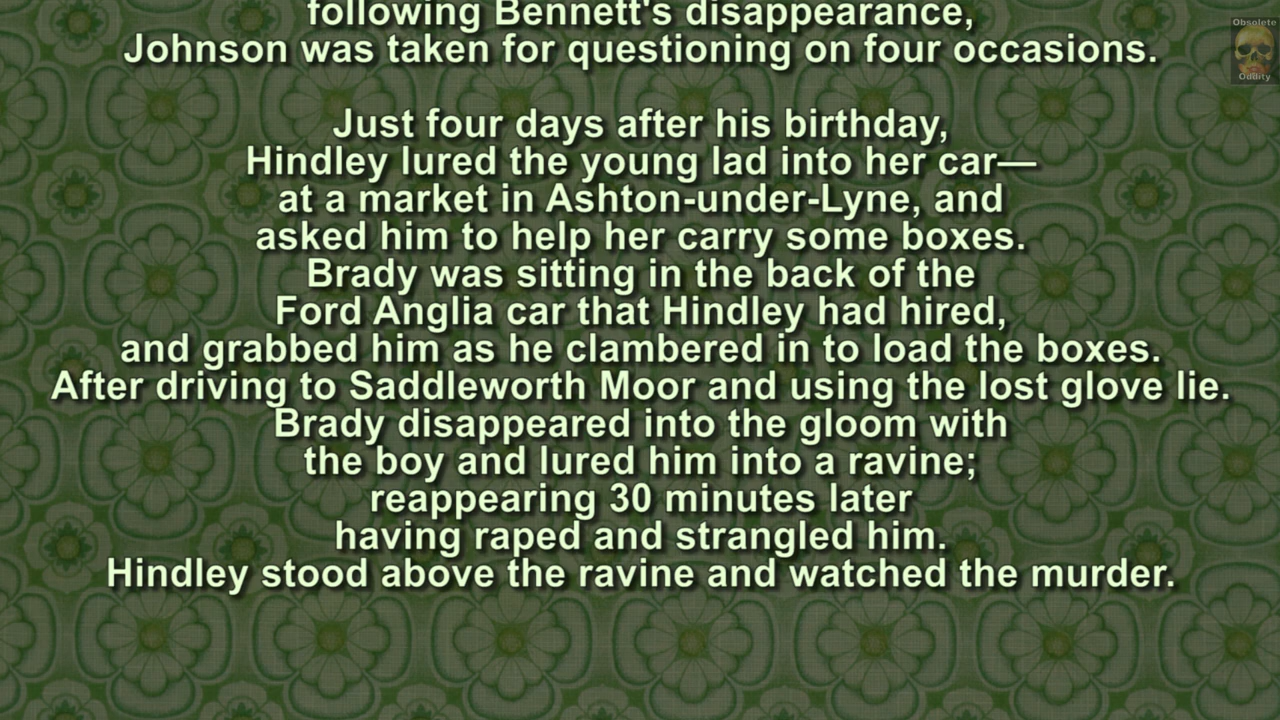 following Bennett's disappearance,
Johnson was taken for questioning on four occasions.
Just four days after his birthday,
Hindley lured the young lad into her car—
at a market in Ashton-under-Lyne, and
asked him to help her carry some boxes.
Brady was sitting in the back of the
Ford Anglia car that Hindley had hired,
and grabbed him as he clambered in to load the boxes.
After driving to Saddleworth Moor and using the lost glove lie.
Brady disappeared into the gloom with
the boy and lured him into a ravine;
reappearing 30 minutes later
having raped and strangled him.
Hindley stood above the ravine and watched the murder.
Obsolete
Oddity